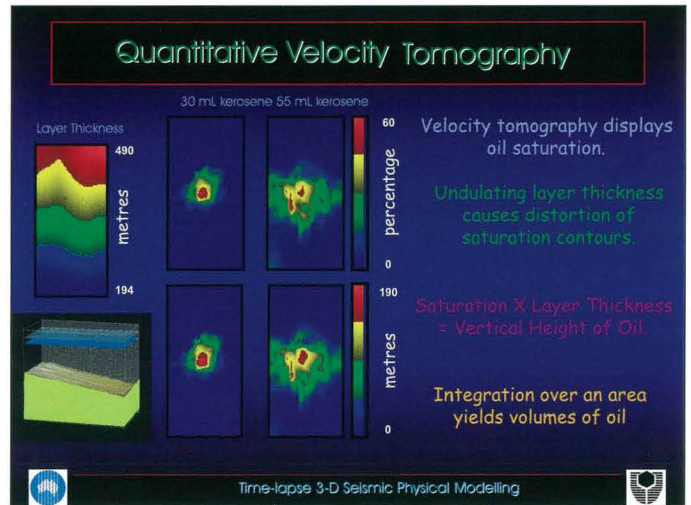 Quantitative Velocity Tomography
30 mL kerosene 55 mL kerosene
Layer Thickness
490
metres
194
60
percentage
0
190
metres
0
Velocity tomography displays
oil saturation.
Undulating layer thickness
causes distortion of
saturation contours.
Saturation X Layer Thickness
= Vertical Height of Oil.
Integration over an area
yields volumes of oil
Time-lapse 3-D Seismic Physical Modelling